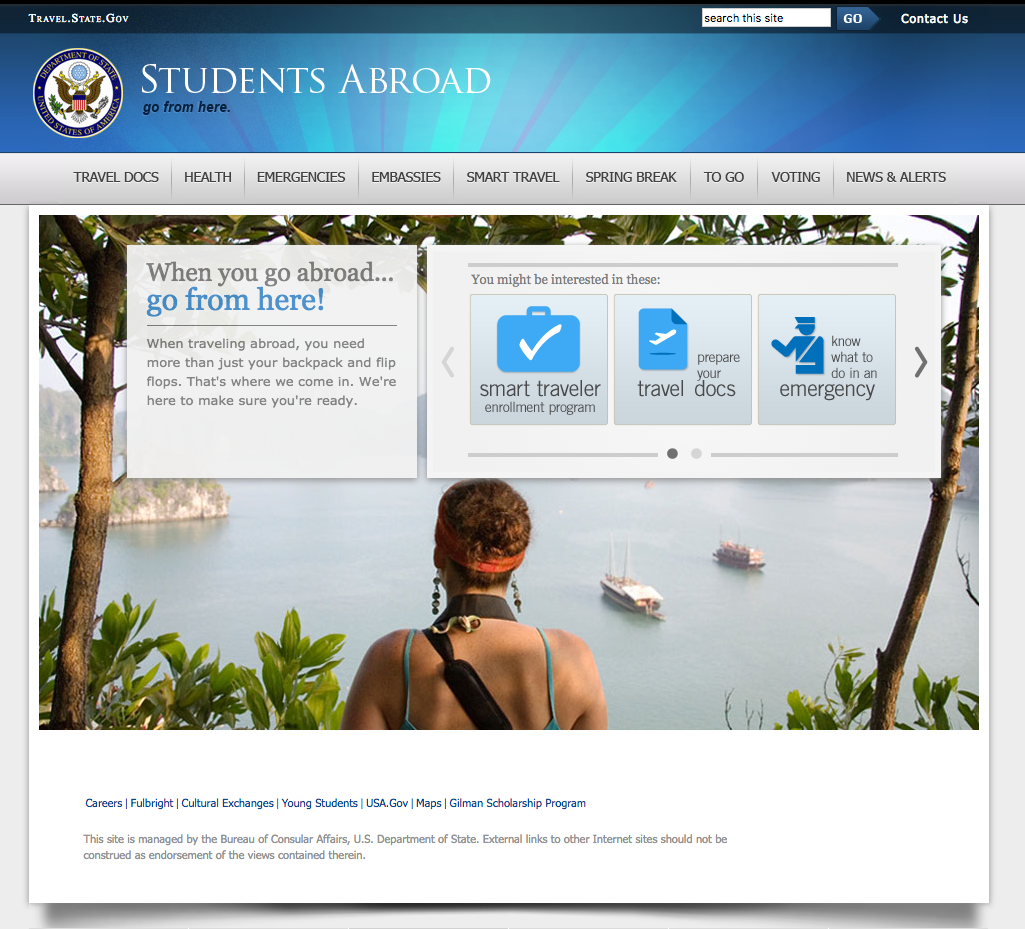 Travel.State.Gov
search this site
GO
Contact Us
DEPARTMENT OF STATE
UNITED STATES OF AMERICA
Students Abroad
go from here.
TRAVEL DOCS
HEALTH
EMERGENCIES
EMBASSIES
SMART TRAVEL
SPRING BREAK
TO GO
VOTING
NEWS & ALERTS
When you go abroad...
go from here!
When traveling abroad, you need
more than just your backpack and flip
flops. That's where we come in. We're
here to make sure you're ready.
You might be interested in these:
smart traveler
enrollment program
prepare
your
travel docs
know
what to
do in an
emergency
Careers | Fulbright | Cultural Exchanges | Young Students | USA.Gov | Maps | Gilman Scholarship Program
This site is managed by the Bureau of Consular Affairs, U.S. Department of State. External links to other Internet sites should not be
construed as endorsement of the views contained therein.